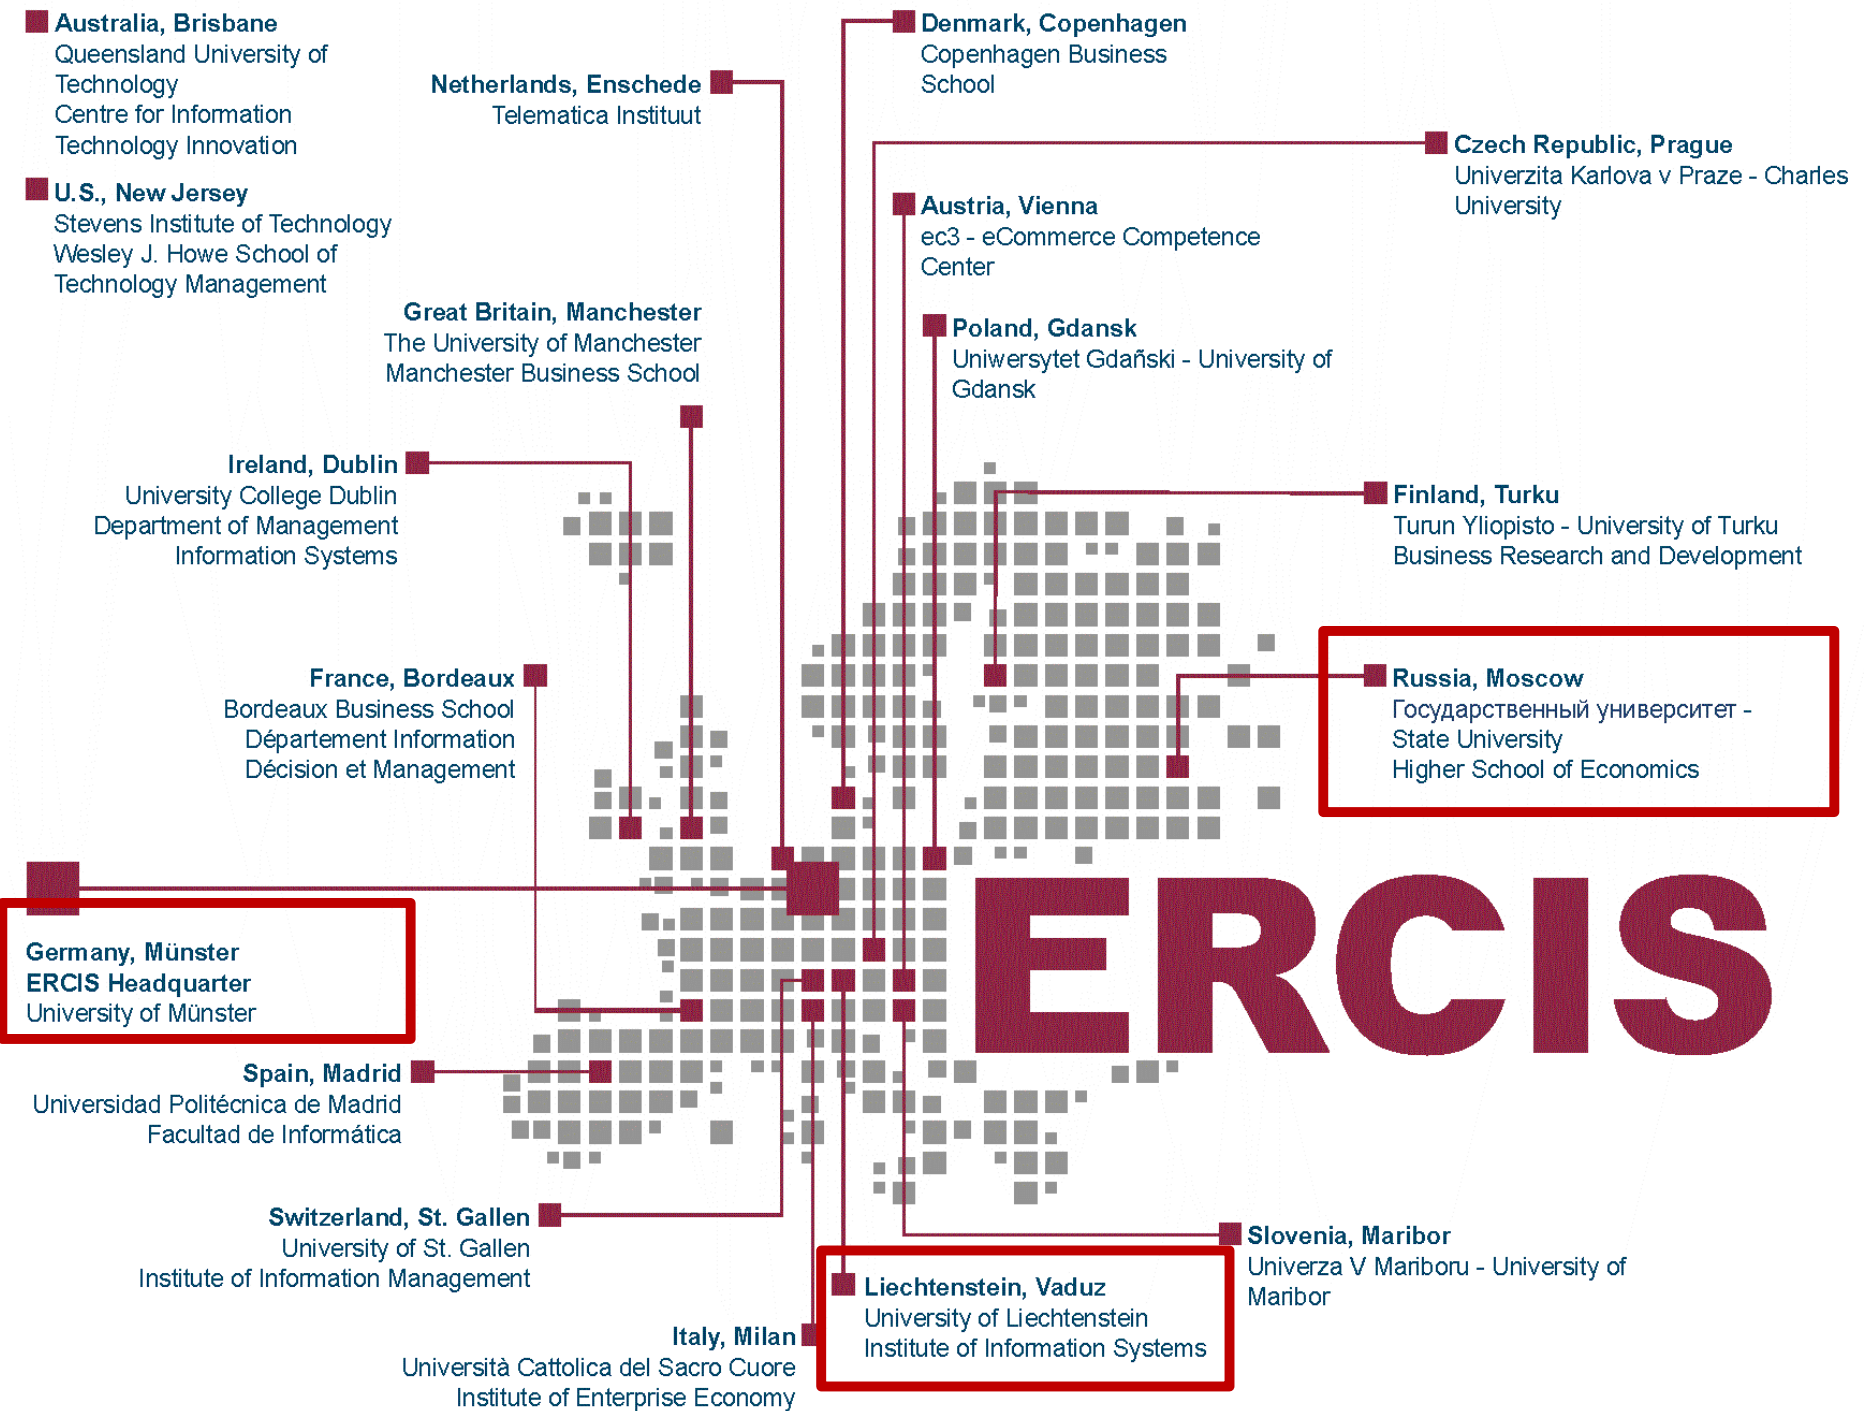 Australia, Brisbane
Queensland University of
Technology
Centre for Information
Technology Innovation
U.S., New Jersey
Stevens Institute of Technology
Wesley J. Howe School of
Technology Management
Netherlands, Enschede
Telematica Instituut
Denmark, Copenhagen
Copenhagen Business
School
Czech Republic, Prague
Univerzita Karlova v Praze - Charles
University
Austria, Vienna
ec3 - eCommerce Competence
Center
Great Britain, Manchester
The University of Manchester
Manchester Business School
Poland, Gdansk
Uniwersytet Gdañski - University of
Gdansk
Ireland, Dublin
University College Dublin
Department of Management
Information Systems
Finland, Turku
Turun Yliopisto - University of Turku
Business Research and Development
France, Bordeaux
Bordeaux Business School
Département Information
Décision et Management
Russia, Moscow
Государственный университет -
State University
Higher School of Economics
ERCIS
Germany, Münster
ERCIS Headquarter
University of Münster
Spain, Madrid
Universidad Politécnica de Madrid
Facultad de Informática
Switzerland, St. Gallen
University of St. Gallen
Institute of Information Management
Slovenia, Maribor
Univerza V Mariboru - University of
Maribor
Liechtenstein, Vaduz
University of Liechtenstein
Institute of Information Systems
Italy, Milan
Università Cattolica del Sacro Cuore
Institute of Enterprise Economy